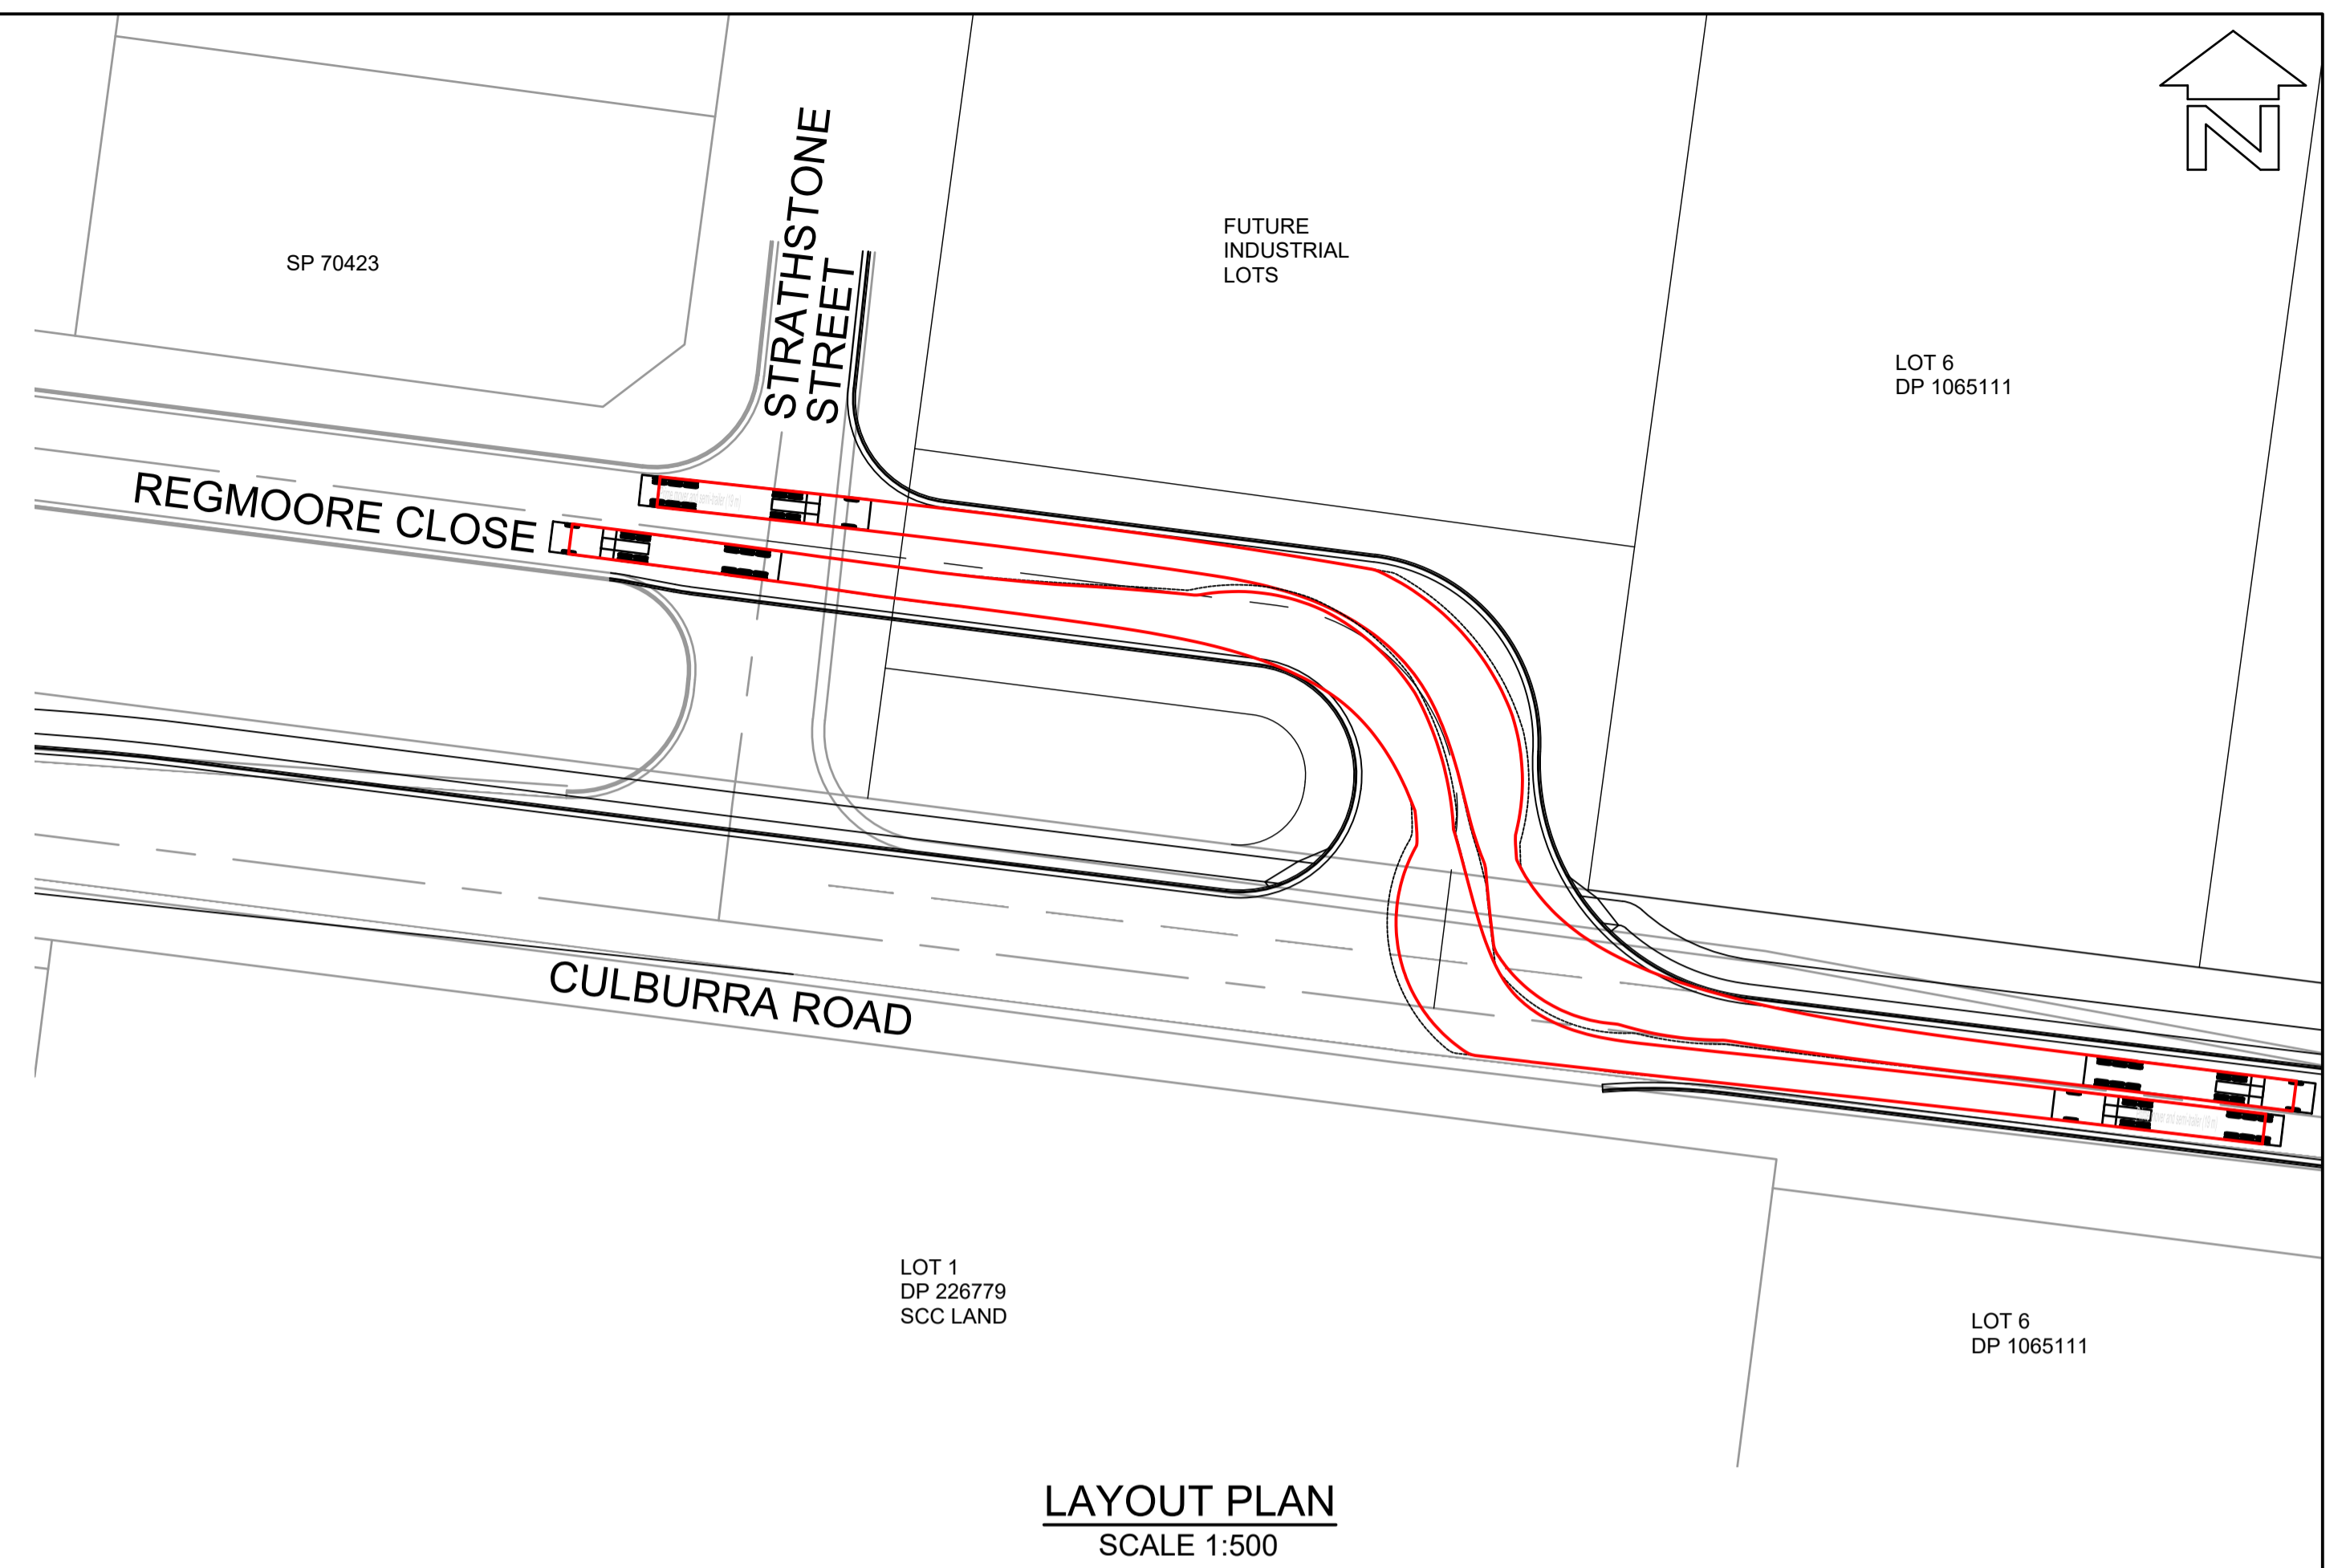 STRATHSTONE
STREET
SP 70423
FUTURE
INDUSTRIAL
LOTS
N
LOT 6
DP 1065111
REGMOORE CLOSE
CULBURRA ROAD
LOT 1
DP 226779
SCC LAND
LOT 6
DP 1065111
LAYOUT PLAN
SCALE 1:500